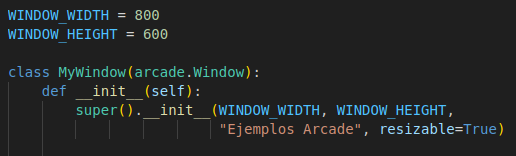 WINDOW_WIDTH = 800
WINDOW_HEIGHT = 600
class MyWindow(arcade.Window):
def __init__(self):
super().__init__(WINDOW_WIDTH, WINDOW_HEIGHT,
"Ejemplos Arcade", resizable=True)